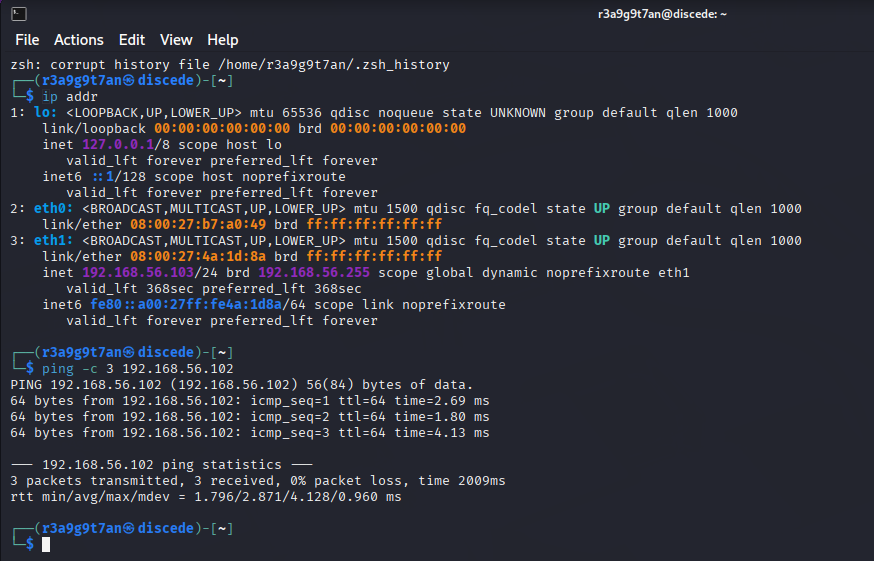 r3a9g9t7an@discede: ~
File Actions Edit View Help
zsh: corrupt history file /home/r3a9g9t7an/.zsh_history
┌──(r3a9g9t7an㉿discede)-[~]
└─$ ip addr
1: lo: <LOOPBACK,UP,LOWER_UP> mtu 65536 qdisc noqueue state UNKNOWN group default qlen 1000
    link/loopback 00:00:00:00:00:00 brd 00:00:00:00:00:00
    inet 127.0.0.1/8 scope host lo
       valid_lft forever preferred_lft forever
    inet6 ::1/128 scope host noprefixroute
       valid_lft forever preferred_lft forever
2: eth0: <BROADCAST,MULTICAST,UP,LOWER_UP> mtu 1500 qdisc fq_codel state UP group default qlen 1000
    link/ether 08:00:27:b7:a0:49 brd ff:ff:ff:ff:ff:ff
3: eth1: <BROADCAST,MULTICAST,UP,LOWER_UP> mtu 1500 qdisc fq_codel state UP group default qlen 1000
    link/ether 08:00:27:4a:1d:8a brd ff:ff:ff:ff:ff:ff
    inet 192.168.56.103/24 brd 192.168.56.255 scope global dynamic noprefixroute eth1
       valid_lft 368sec preferred_lft 368sec
    inet6 fe80::a00:27ff:fe4a:1d8a/64 scope link noprefixroute
       valid_lft forever preferred_lft forever
┌──(r3a9g9t7an㉿discede)-[~]
└─$ ping -c 3 192.168.56.102
PING 192.168.56.102 (192.168.56.102) 56(84) bytes of data.
64 bytes from 192.168.56.102: icmp_seq=1 ttl=64 time=2.69 ms
64 bytes from 192.168.56.102: icmp_seq=2 ttl=64 time=1.80 ms
64 bytes from 192.168.56.102: icmp_seq=3 ttl=64 time=4.13 ms
--- 192.168.56.102 ping statistics ---
3 packets transmitted, 3 received, 0% packet loss, time 2009ms
rtt min/avg/max/mdev = 1.796/2.871/4.128/0.960 ms
┌──(r3a9g9t7an㉿discede)-[~]
└─$